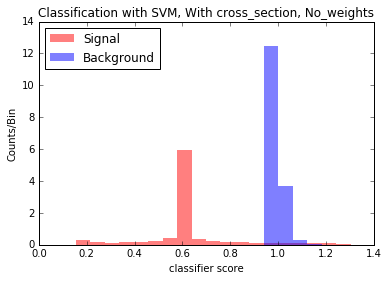 Classification with SVM, With cross_section, No_weights
14
12
10
8
6
4
2
0
Counts/Bin
Signal
Background
0.0 0.2 0.4 0.6 0.8 1.0 1.2 1.4
classifier score